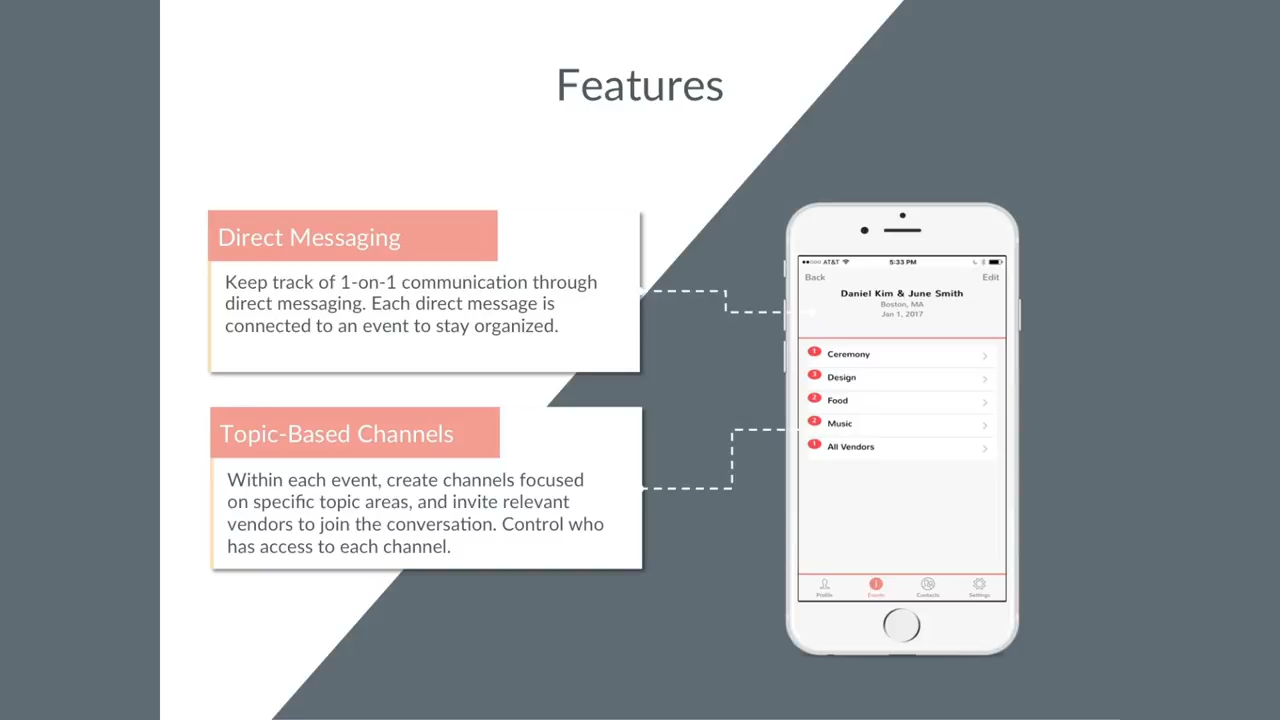 Features
Direct Messaging
Keep track of 1-on-1 communication through
direct messaging. Each direct message is
connected to an event to stay organized.
Topic-Based Channels
Within each event, create channels focused
on specific topic areas, and invite relevant
vendors to join the conversation. Control who
has access to each channel.
AT&T 5:33 PM
Back Edit
Daniel Kim & June Smith
Boston, MA
Jan 1, 2017
1 Ceremony
3 Design
2 Food
2 Music
1 All Vendors
Profile Events Contacts Settings